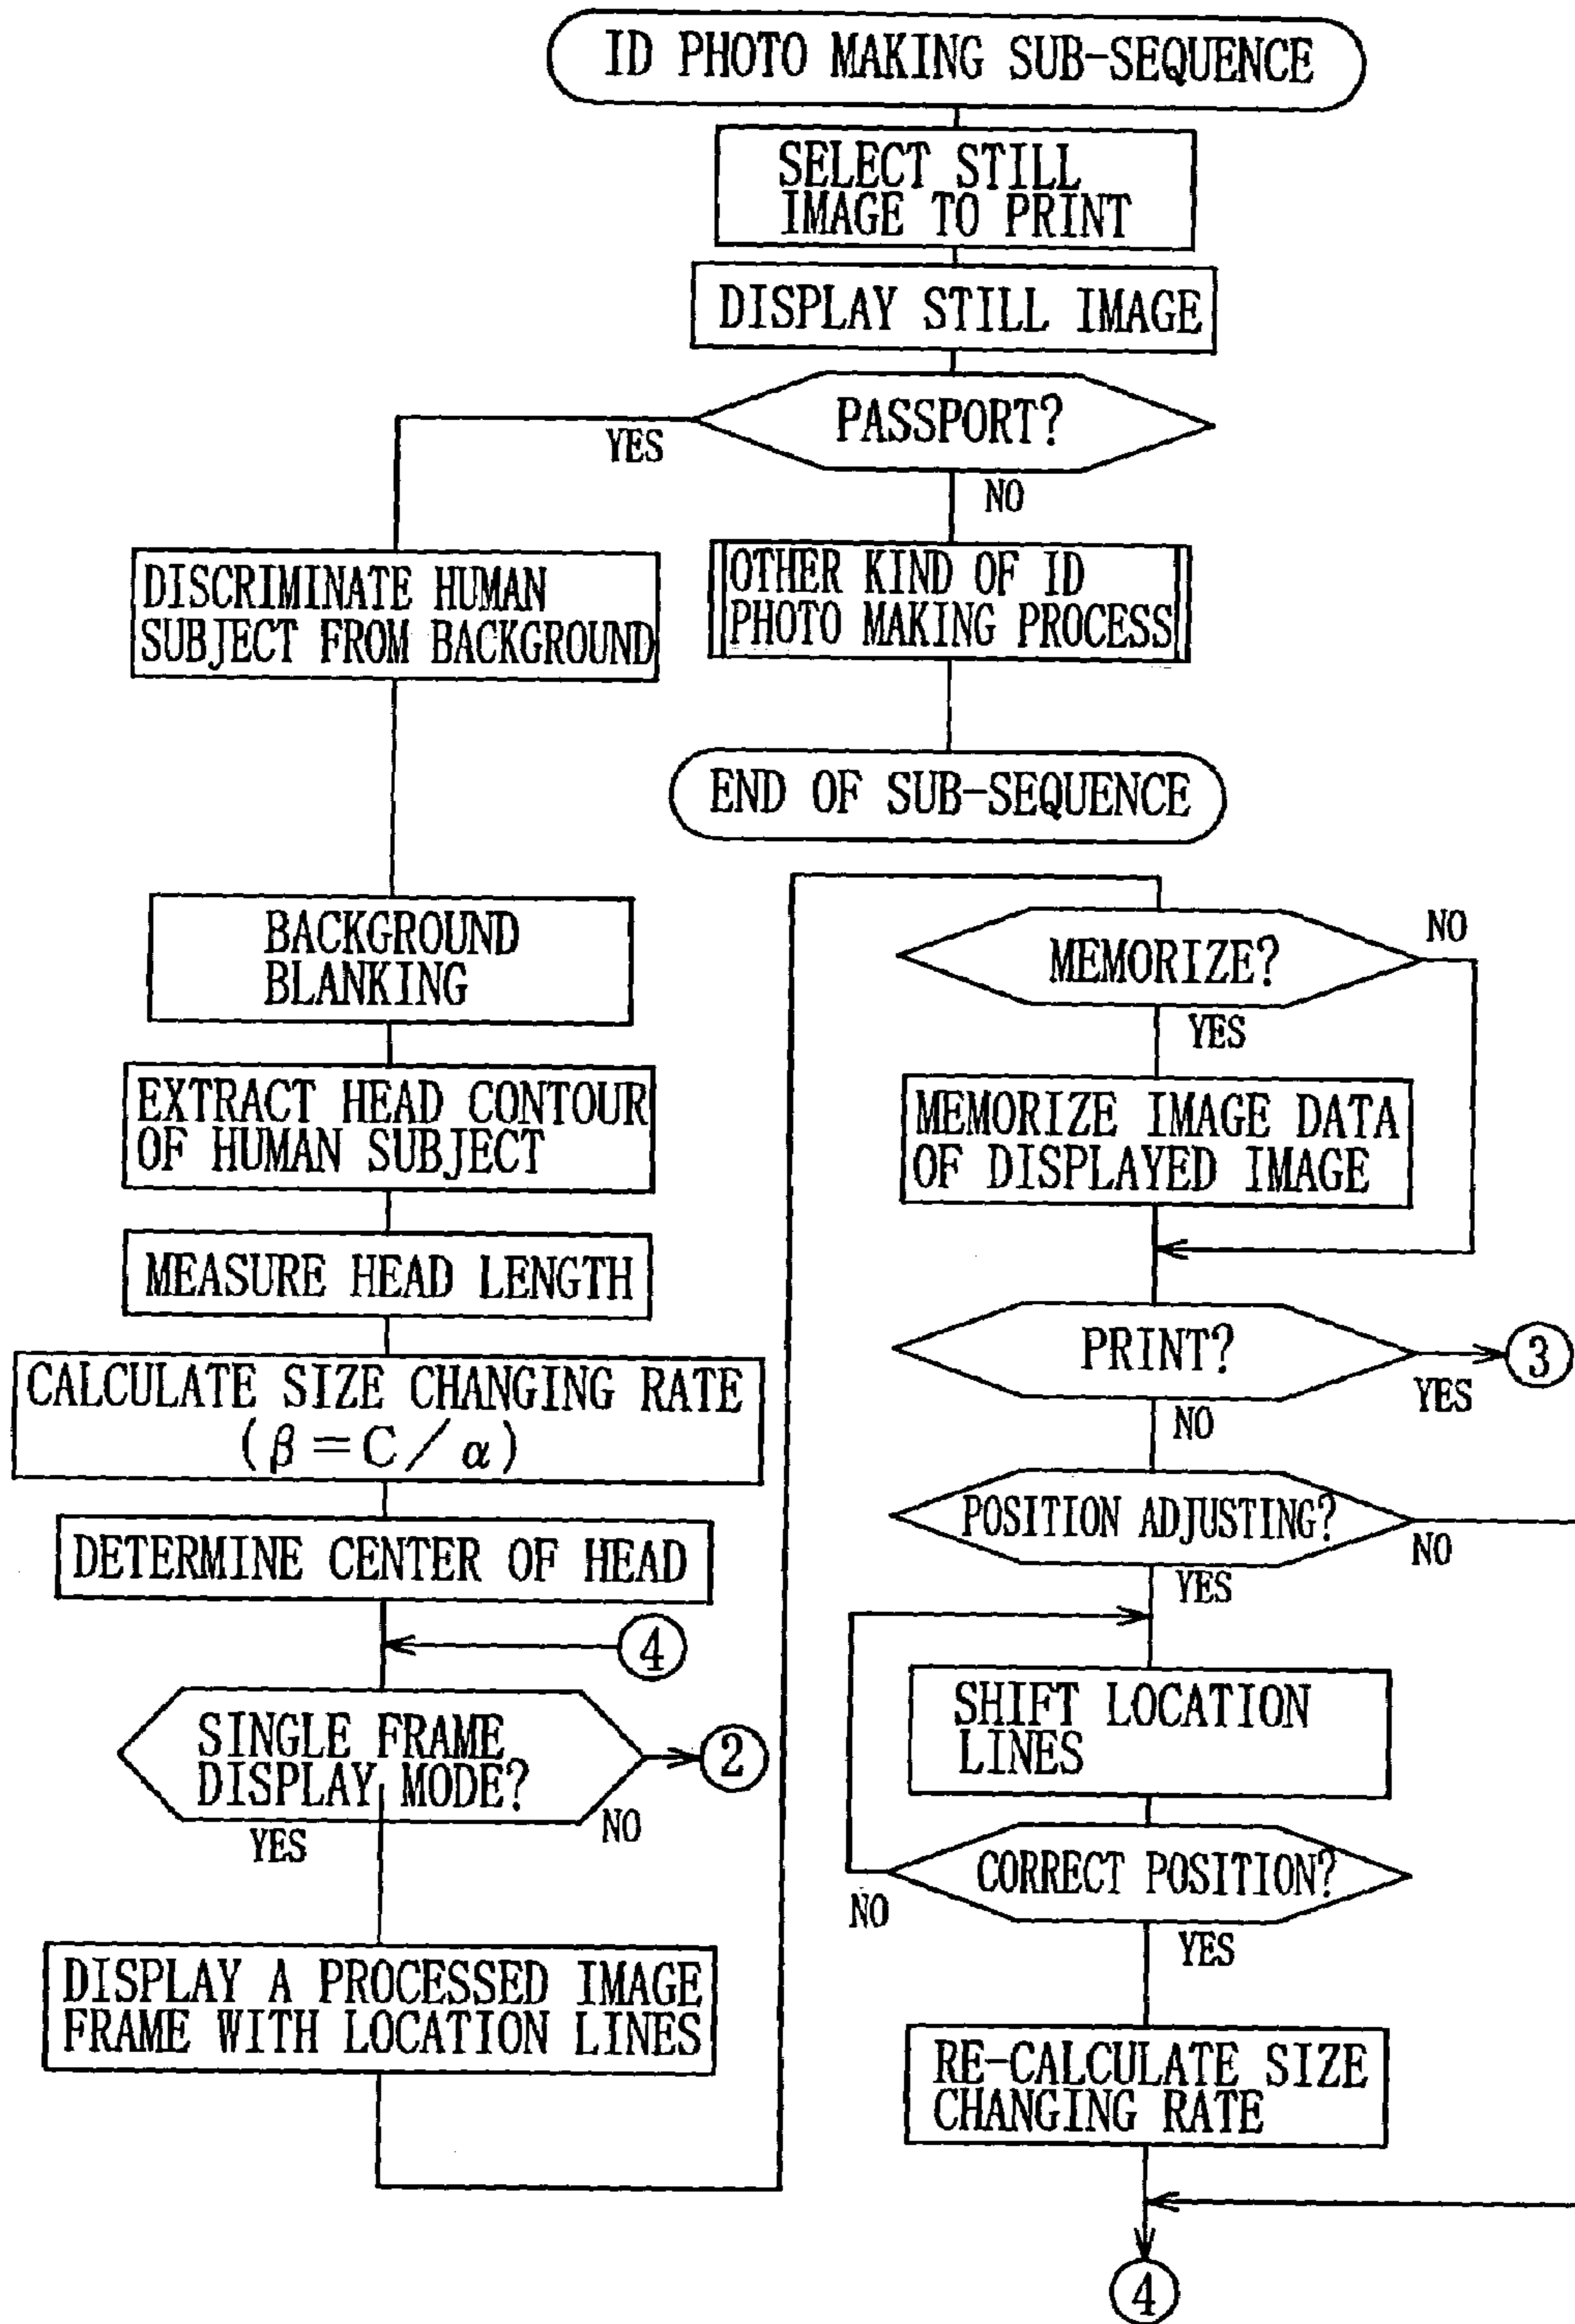 ID PHOTO MAKING SUB-SEQUENCE
SELECT STILL
IMAGE TO PRINT
DISPLAY STILL IMAGE
PASSPORT?
YES
NO
DISCRIMINATE HUMAN
SUBJECT FROM BACKGROUND
OTHER KIND OF ID
PHOTO MAKING PROCESS
END OF SUB-SEQUENCE
BACKGROUND
BLANKING
EXTRACT HEAD CONTOUR
OF HUMAN SUBJECT
MEASURE HEAD LENGTH
CALCULATE SIZE CHANGING RATE
(β=C/α)
DETERMINE CENTER OF HEAD
4
SINGLE FRAME
DISPLAY MODE?
2
YES
NO
DISPLAY A PROCESSED IMAGE
FRAME WITH LOCATION LINES
MEMORIZE?
NO
YES
MEMORIZE IMAGE DATA
OF DISPLAYED IMAGE
PRINT?
3
YES
NO
POSITION ADJUSTING?
NO
YES
SHIFT LOCATION
LINES
CORRECT POSITION?
NO
YES
RE-CALCULATE SIZE
CHANGING RATE
4